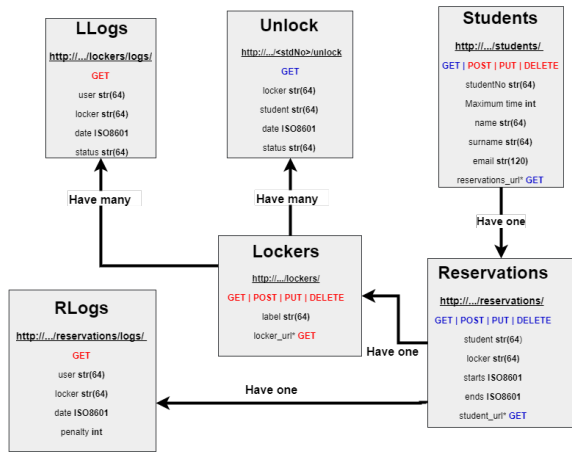 LLogs
http://.../lockers/logs/
GET
user str(64)
locker str(64)
date ISO8601
status str(64)
Unlock
http://.../<stdNo>/unlock
GET
locker str(64)
student str(64)
date ISO8601
status str(64)
Students
http://.../students/
GET | POST | PUT | DELETE
studentNo str(64)
Maximum time int
name str(64)
surname str(64)
email str(120)
reservations_url* GET
Have many
Have many
Have one
Lockers
http://.../lockers/
GET | POST | PUT | DELETE
label str(64)
locker_url* GET
Reservations
http://.../reservations/
GET | POST | PUT | DELETE
student str(64)
locker str(64)
starts ISO8601
ends ISO8601
student_url* GET
Have one
RLogs
http://.../reservations/logs/
GET
user str(64)
locker str(64)
date ISO8601
penalty int
Have one